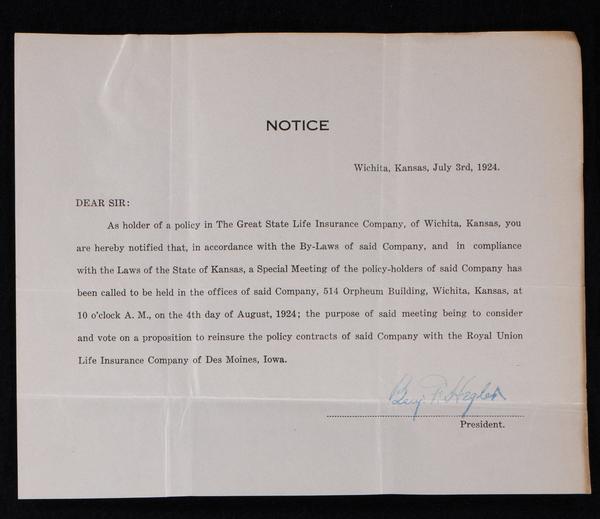 NOTICE
Wichita, Kansas, July 3rd, 1924.
DEAR SIR:
As holder of a policy in The Great State Life Insurance Company, of Wichita, Kansas, you
are hereby notified that, in accordance with the By-Laws of said Company, and in compliance
with the Laws of the State of Kansas, a Special Meeting of the policy-holders of said Company has
been called to be held in the offices of said Company, 514 Orpheum Building, Wichita, Kansas, at
10 o'clock A. M., on the 4th day of August, 1924; the purpose of said meeting being to consider
and vote on a proposition to reinsure the policy contracts of said Company with the Royal Union
Life Insurance Company of Des Moines, Iowa.
Benj. F. Hegler
President.